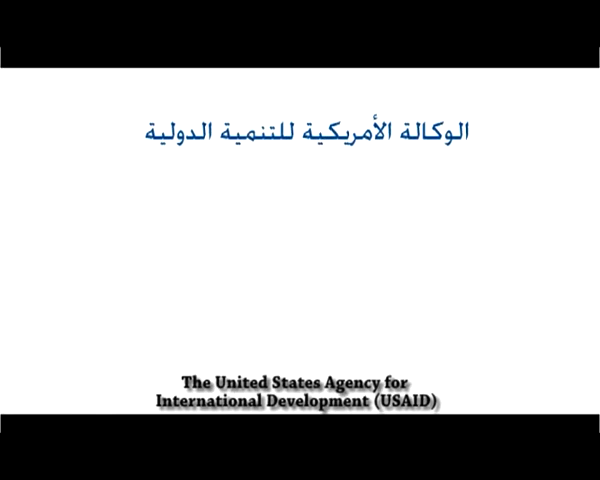 الوكالة الأمريكية للتنمية الدولية
The United States Agency for
International Development (USAID)